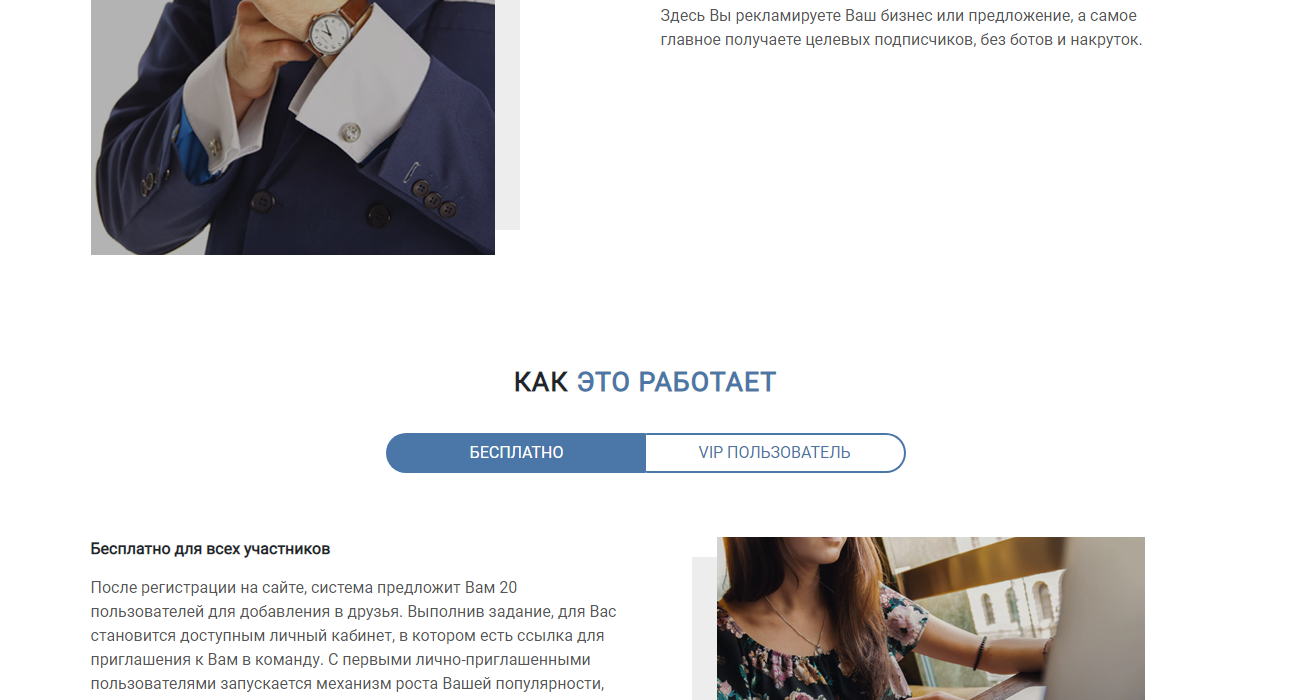 Здесь Вы рекламируете Ваш бизнес или предложение, а самое
главное получаете целевых подписчиков, без ботов и накруток.
КАК ЭТО РАБОТАЕТ
БЕСПЛАТНО
VIP ПОЛЬЗОВАТЕЛЬ
Бесплатно для всех участников
После регистрации на сайте, система предложит Вам 20
пользователей для добавления в друзья. Выполнив задание, для Вас
становится доступным личный кабинет, в котором есть ссылка для
приглашения к Вам в команду. С первыми лично-приглашенными
пользователями запускается механизм роста Вашей популярности,